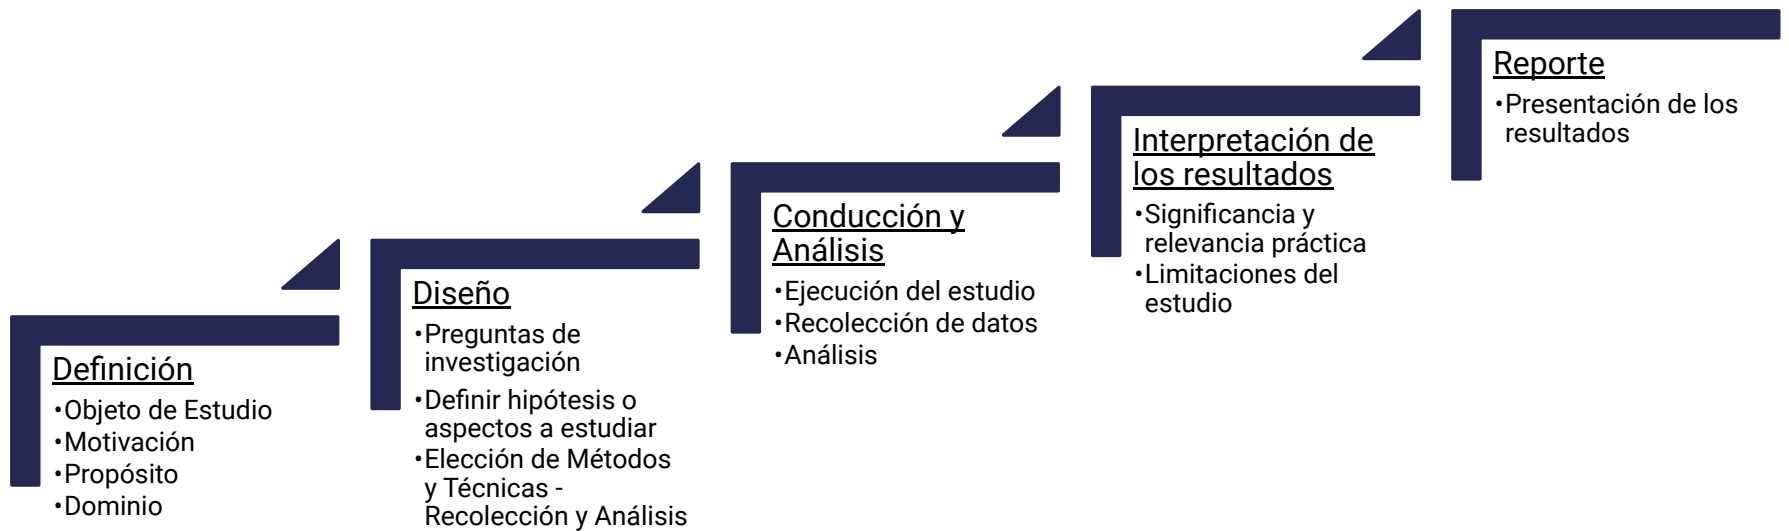 Definición
•Objeto de Estudio
•Motivación
•Propósito
•Dominio
Diseño
•Preguntas de
investigación
•Definir hipótesis o
aspectos a estudiar
•Elección de Métodos
y Técnicas -
Recolección y Análisis
Conducción y
Análisis
•Ejecución del estudio
•Recolección de datos
•Análisis
Interpretación de
los resultados
•Significancia y
relevancia práctica
•Limitaciones del
estudio
Reporte
•Presentación de los
resultados